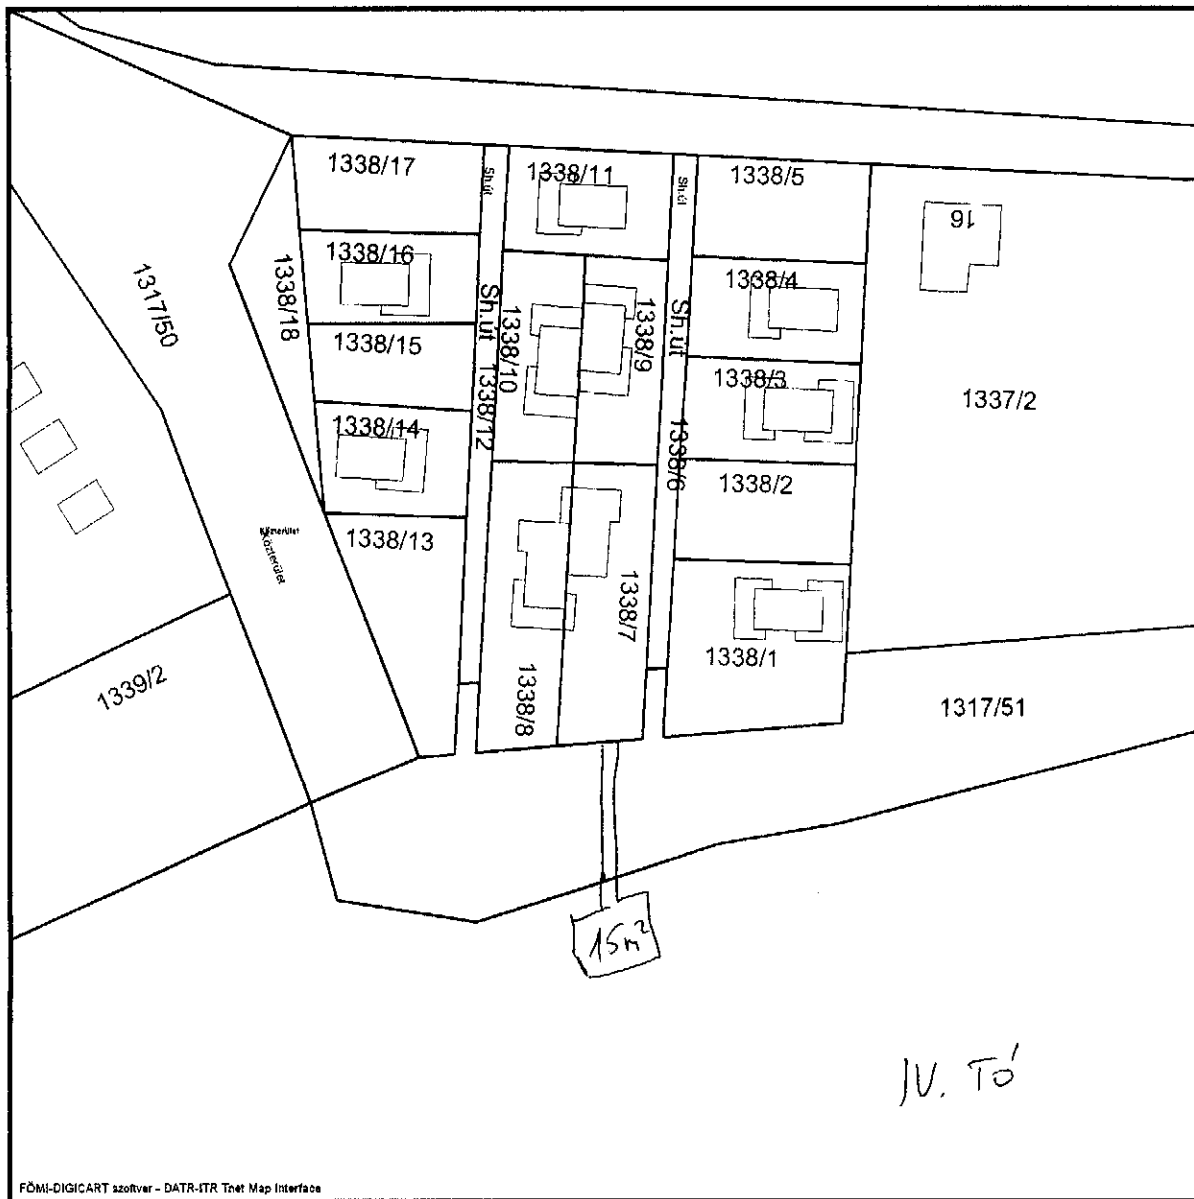 1338/17
Sh.út
1338/11
Sh.út
1338/5
16
1338/16
1338/4
1317/50
1338/18
Sh.út 1338/12
1338/10
1338/9
Sh.út 1338/6
1338/15
1338/3
1337/2
1338/14
1338/2
1338/13
Közterület
Közterület
1338/7
1339/2
1338/8
1338/1
1317/51
15m²
IV. Tó
FÖMI-DIGICART szoftver - DATR-ITR Tnet Map Interface